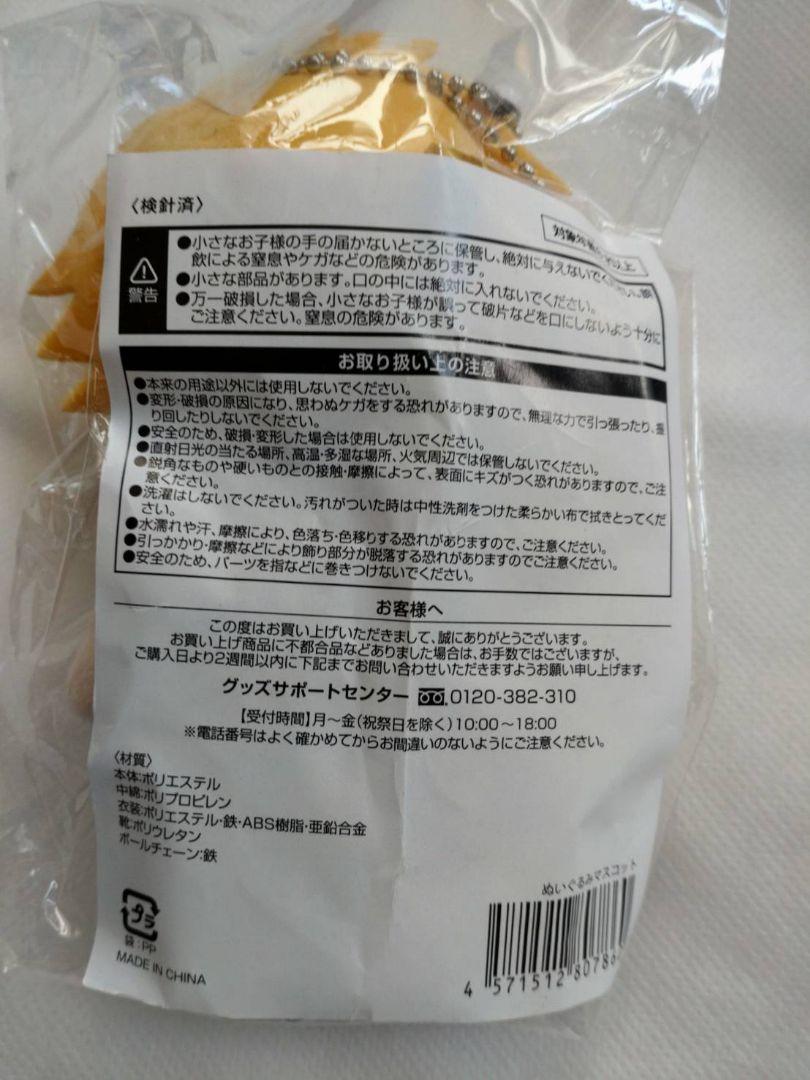 〈検針済〉
対象年齢
以上
警告
●小さなお子様の手の届かないところに保管し、絶対に与えないでく
飲による窒息やケガなどの危険があります。
●小さな部品があります。口の中には絶対に入れないでください。
●万一破損した場合、小さなお子様が誤って破片などを口にしないよう十分に
ご注意ください。窒息の危険があります。
お取り扱い上の注意
●本来の用途以外には使用しないでください。
●変形・破損の原因になり、思わぬケガをする恐れがありますので、無理な力で引っ張ったり、振
り回したりしないでください。
●安全のため、破損・変形した場合は使用しないでください。
●直射日光の当たる場所、高温・多湿な場所、火気周辺では保管しないでください。
●鋭角なものや硬いものとの接触・摩擦によって、表面にキズがつく恐れがありますので、ご注
意ください。
●洗濯はしないでください。汚れがついた時は中性洗剤をつけた柔らかい布で拭きとってくだ
さい。
●水濡れや汗、摩擦により、色落ち・色移りする恐れがありますので、ご注意ください。
●引っかかり・摩擦などにより飾り部分が脱落する恐れがありますのでご注意ください。
●安全のため、パーツを指などに巻きつけないでください。
お客様へ
この度はお買い上げいただきまして、誠にありがとうございます。
お買い上げ商品に不都合品などありました場合は、お手数ではございますが、
ご購入日より2週間以内に下記までお問い合わせいただきますようお願い申し上げます。
グッズサポートセンター 0120-382-310
【受付時間】月～金(祝祭日を除く)10:00～18:00
※電話番号はよく確かめてからお間違いのないようにご注意ください。
〈材質〉
本体:ポリエステル
中綿:ポリプロピレン
衣装:ポリエステル・鉄・ABS樹脂・亜鉛合金
靴:ポリウレタン
ボールチェーン:鉄
プラ
袋:PP
MADE IN CHINA
ぬいぐるみマスコット
4 571512 80786